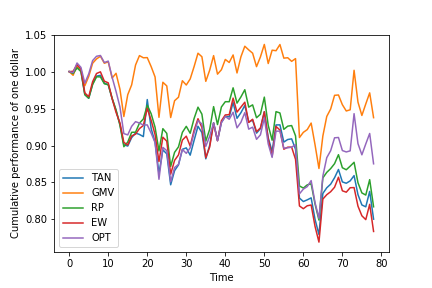 Cumulative performance of one dollar
1.05
1.00
0.95
0.90
0.85
0.80
TAN
GMV
RP
EW
OPT
0 10 20 30 40 50 60 70 80
Time